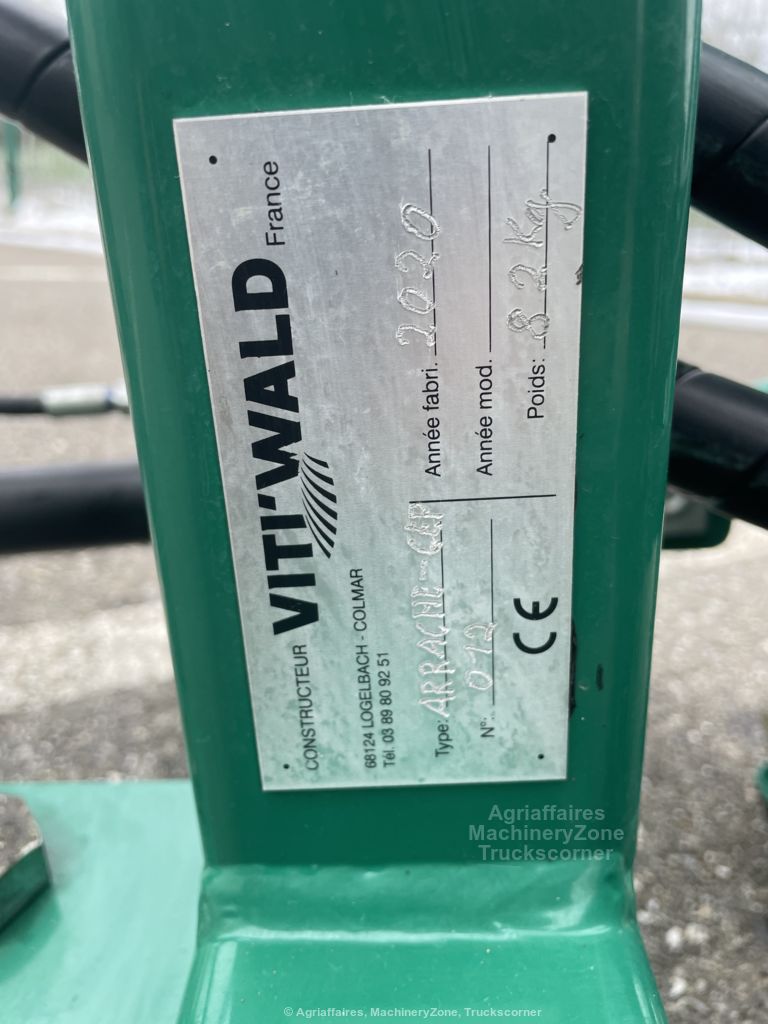 CONSTRUCTEUR VITI'WALD France
68124 LOGELBACH - COLMAR
Tél. 03 89 80 92 51
Type: ARRACHE-CEP
N°: 012
Année fabri. 2020
Année mod.
Poids: 82 Kg
CE
Agriaffaires
MachineryZone
Truckscorner
© Agriaffaires, MachineryZone, Truckscorner